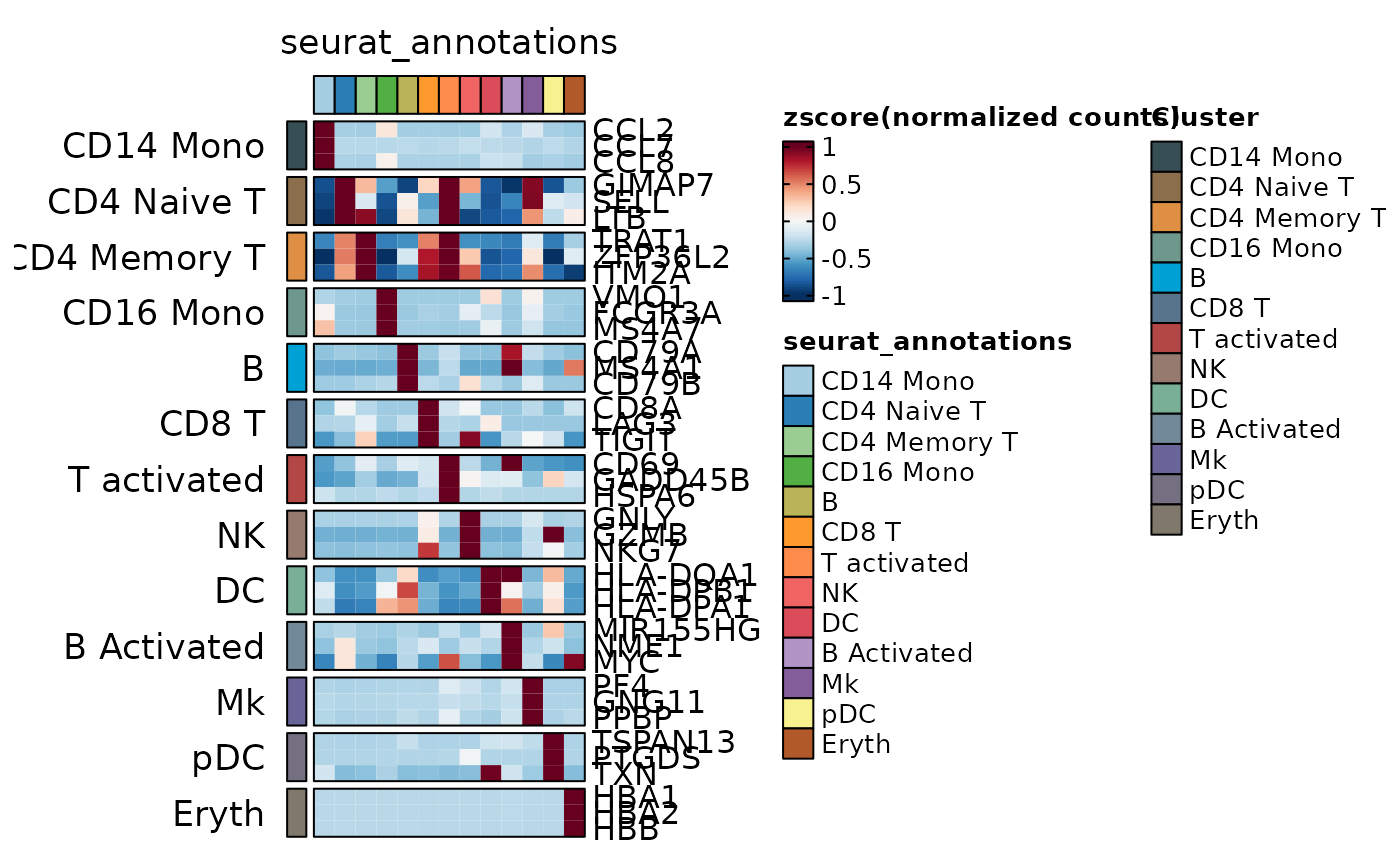 seurat_annotations
CD14 Mono
CD4 Naive T
CD4 Memory T
CD16 Mono
B
CD8 T
T activated
NK
DC
B Activated
Mk
pDC
Eryth
CCL2
CCL7
CCL8
GIMAP7
SELL
LTB
TRAT1
ZFP36L2
ITM2A
VMO1
FCGR3A
MS4A7
CD79A
MS4A1
CD79B
CD8A
LAG3
TIGIT
CD69
GADD45B
HSPA6
GNLY
GZMB
NKG7
HLA-DQA1
HLA-DPB1
HLA-DPA1
MIR155HG
NME1
MYC
PF4
GNG11
PPBP
TSPAN13
PTGDS
TXN
HBA1
HBA2
HBB
zscore(normalized counts)
1
0.5
0
-0.5
-1
seurat_annotations
CD14 Mono
CD4 Naive T
CD4 Memory T
CD16 Mono
B
CD8 T
T activated
NK
DC
B Activated
Mk
pDC
Eryth
Cluster
CD14 Mono
CD4 Naive T
CD4 Memory T
CD16 Mono
B
CD8 T
T activated
NK
DC
B Activated
Mk
pDC
Eryth